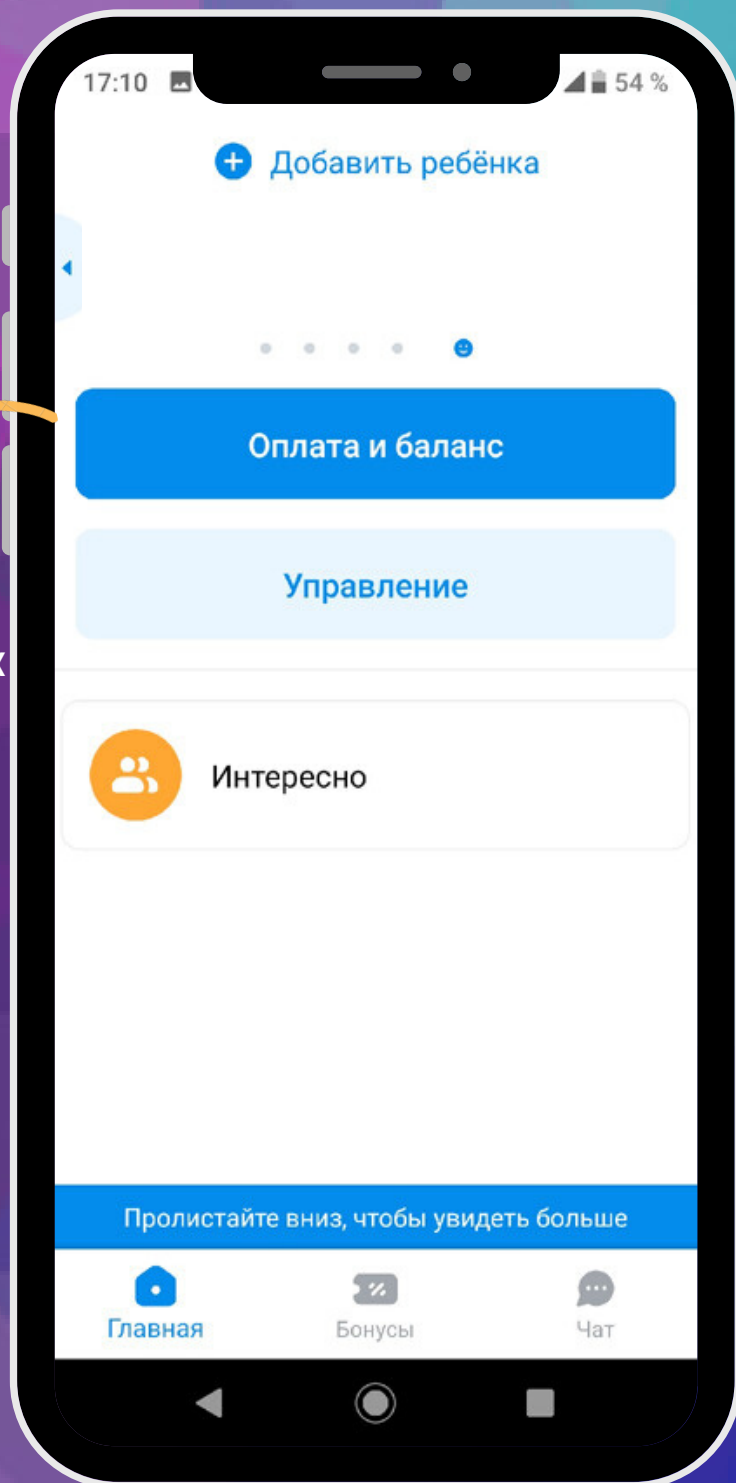 17:10
54 %
Добавить ребёнка
Оплата и баланс
Управление
Интересно
Пролистайте вниз, чтобы увидеть больше
Главная
Бонусы
Чат